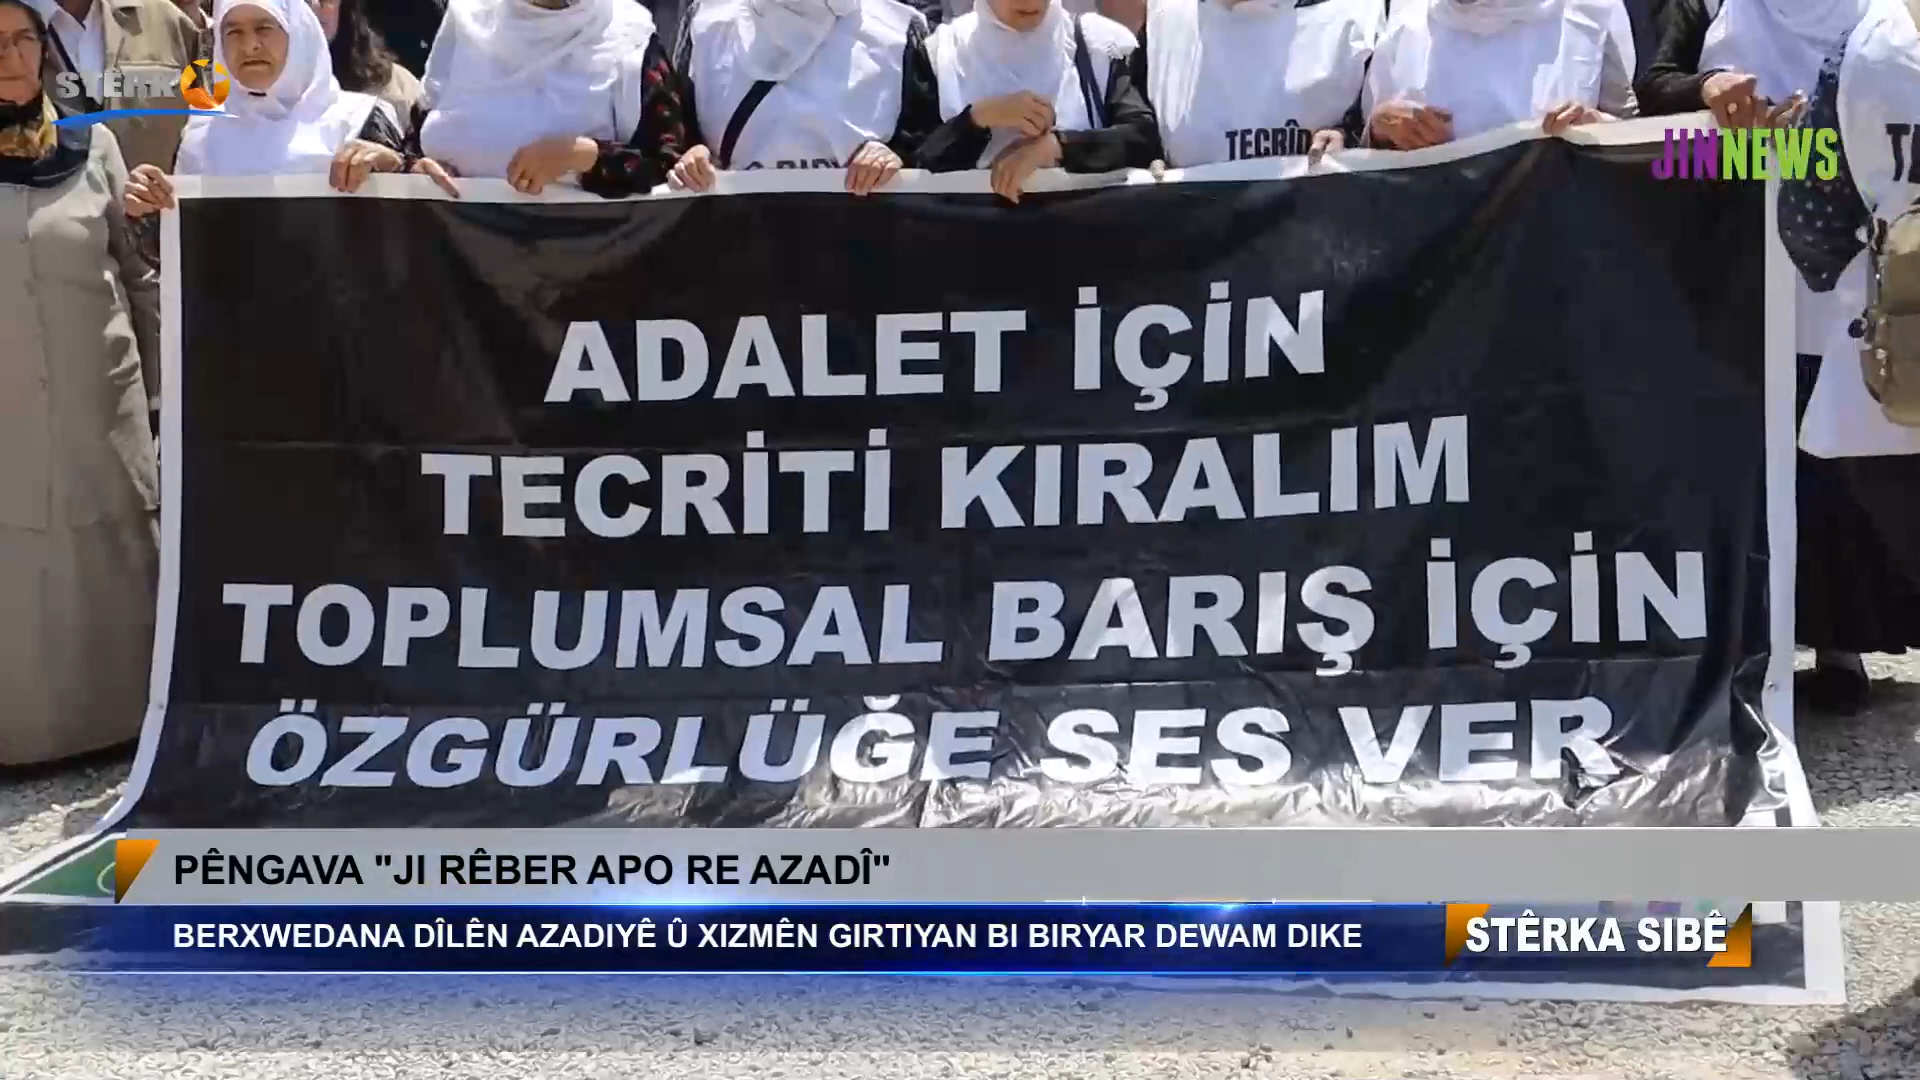 STÊRK
JINNEWS
TECRÎD
ADALET İÇİN
TECRİTİ KIRALIM
TOPLUMSAL BARIŞ İÇİN
ÖZGÜRLÜĞE SES VER
PÊNGAVA "JI RÊBER APO RE AZADÎ"
BERXWEDANA DÎLÊN AZADIYÊ Û XIZMÊN GIRTIYAN BI BIRYAR DEWAM DIKE
STÊRKA SIBÊ